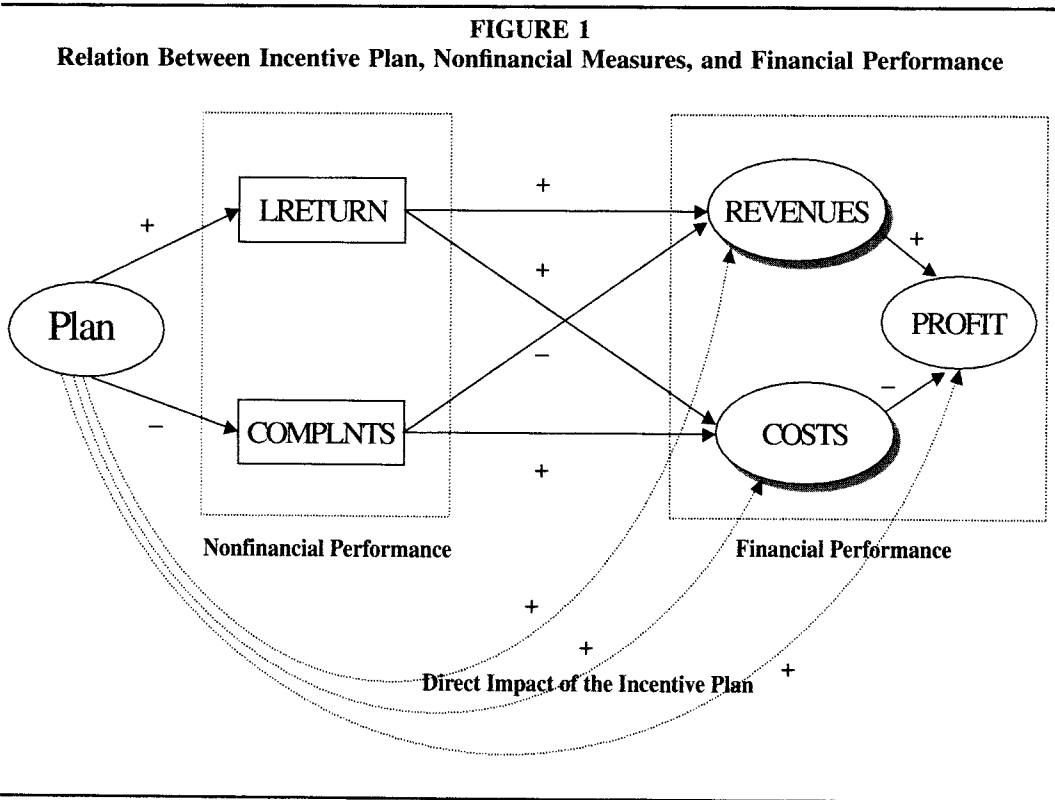 FIGURE 1
Relation Between Incentive Plan, Nonfinancial Measures, and Financial Performance
+
LRETURN
+
REVENUES
+
+
Plan
PROFIT
−
−
−
COMPLNTS
COSTS
+
Nonfinancial Performance
Financial Performance
+
+
+
Direct Impact of the Incentive Plan